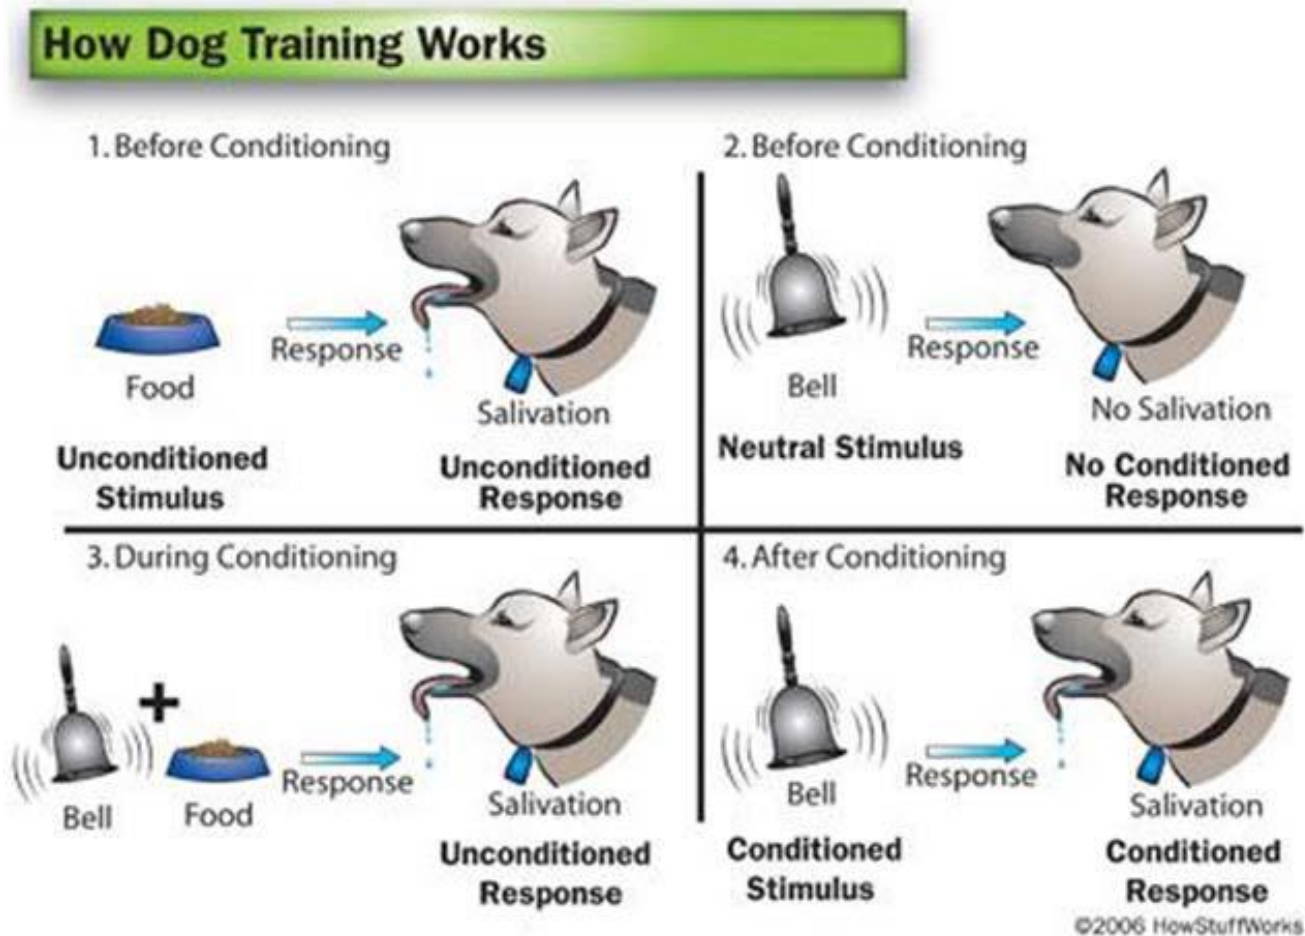 How Dog Training Works
1. Before Conditioning
Food
Response
Salivation
Unconditioned
Stimulus
Unconditioned
Response
2. Before Conditioning
Bell
Response
No Salivation
Neutral Stimulus
No Conditioned
Response
3. During Conditioning
+
Bell
Food
Response
Salivation
Unconditioned
Response
4. After Conditioning
Bell
Response
Salivation
Conditioned
Stimulus
Conditioned
Response
©2006 HowStuffWorks